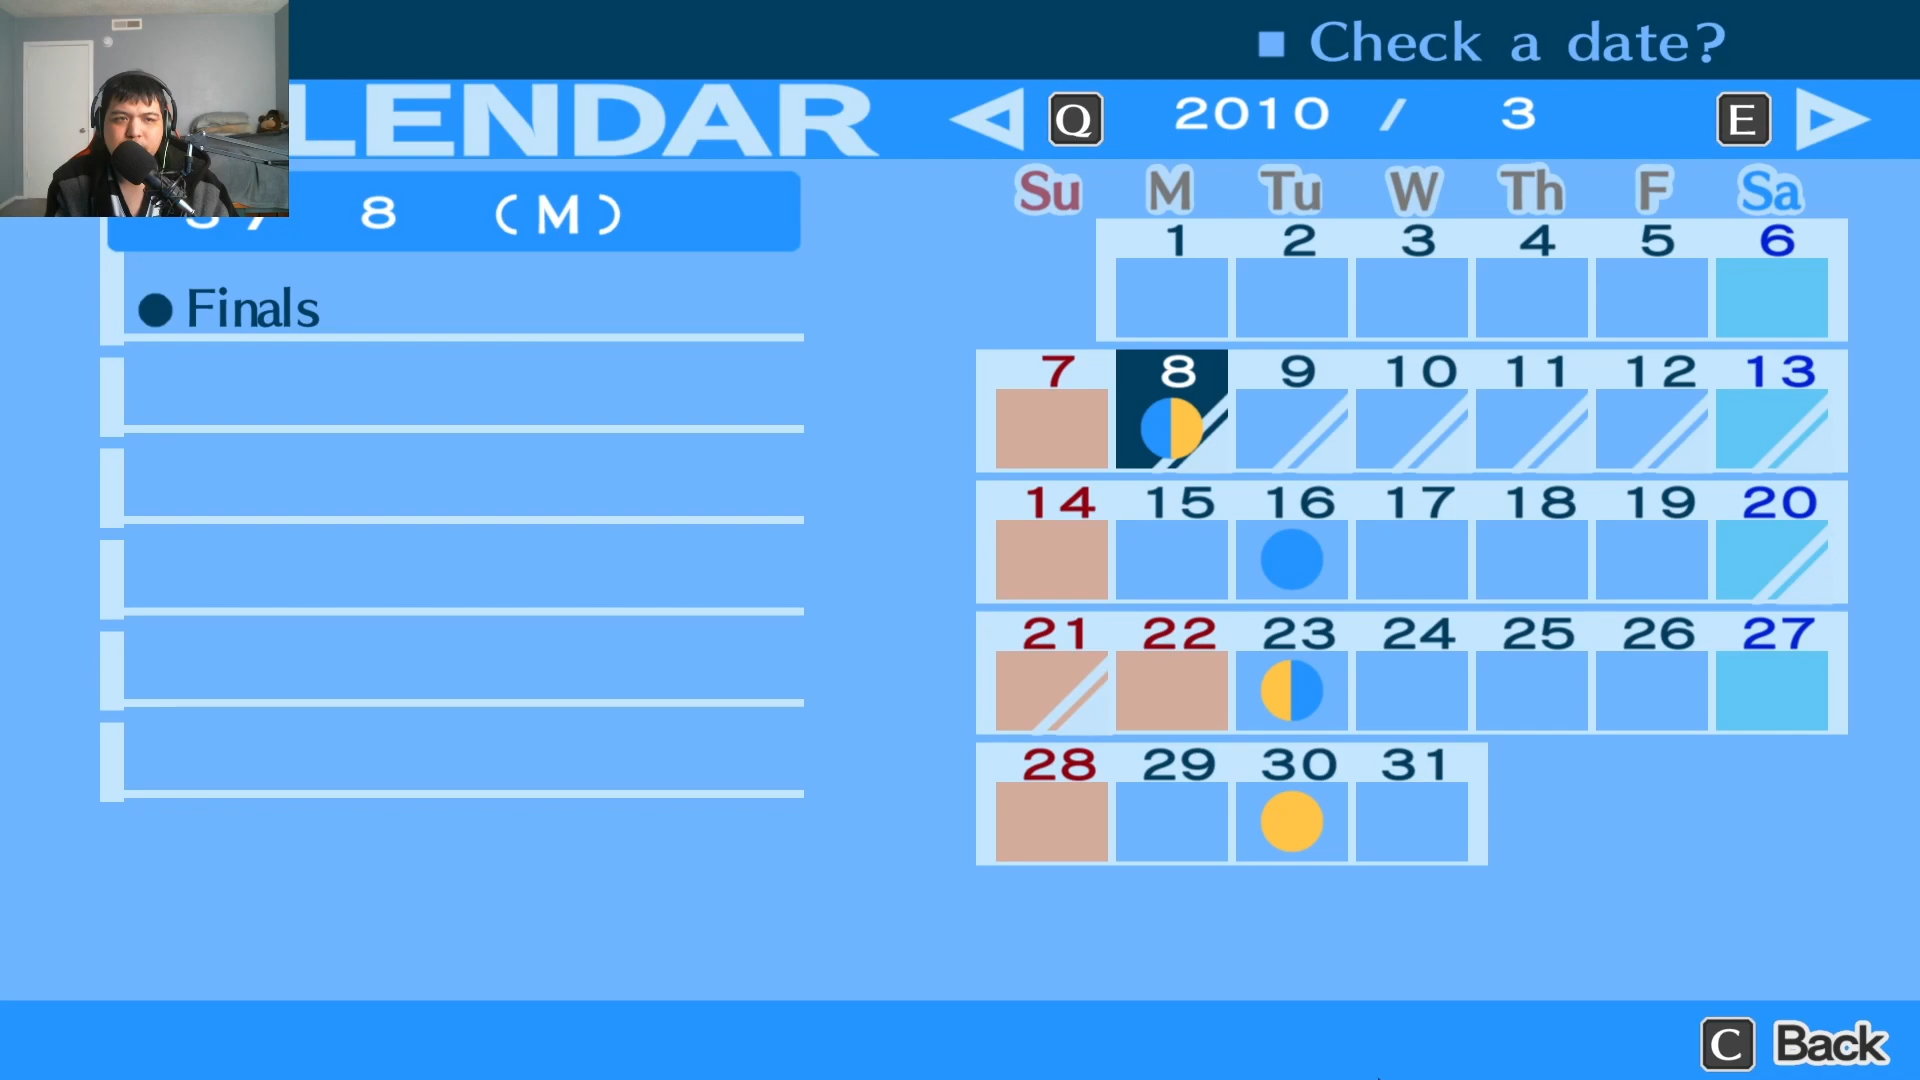 Check a date?
LENDAR
Q 2010 / 3 E
Su M Tu W Th F Sa
8 (M)
Finals
1 2 3 4 5 6
7 8 9 10 11 12 13
14 15 16 17 18 19 20
21 22 23 24 25 26 27
28 29 30 31
C Back